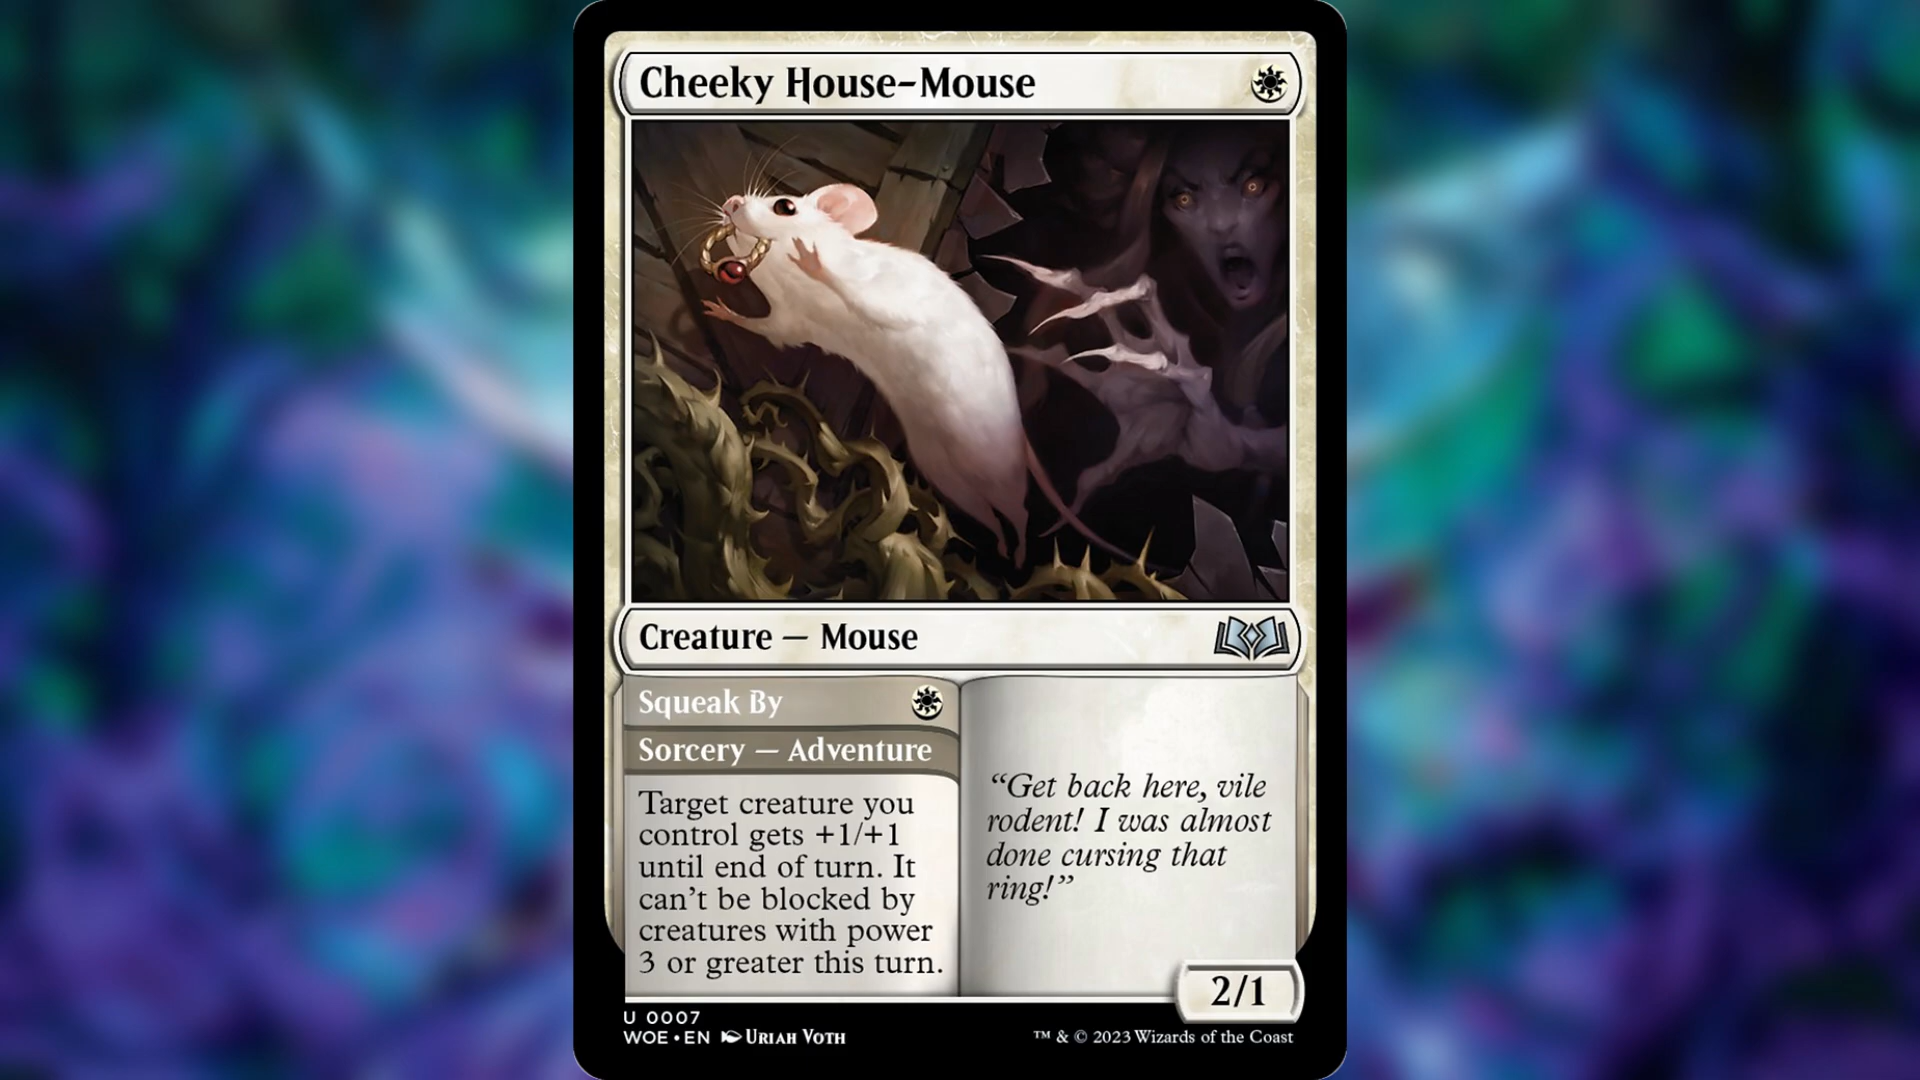 Cheeky House-Mouse
Creature — Mouse
Squeak By
Sorcery — Adventure
Target creature you
control gets +1/+1
until end of turn. It
can't be blocked by
creatures with power
3 or greater this turn.
“Get back here, vile
rodent! I was almost
done cursing that
ring!”
2/1
U 0007
WOE • EN Uriah Voth
™ & © 2023 Wizards of the Coast